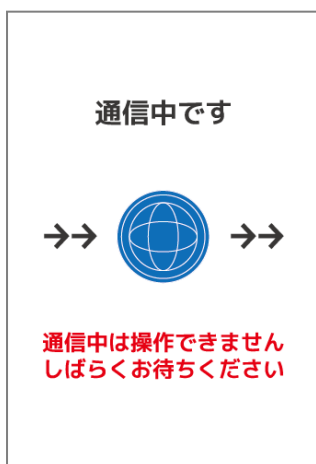 通信中です
→→ →→
通信中は操作できません
しばらくお待ちください